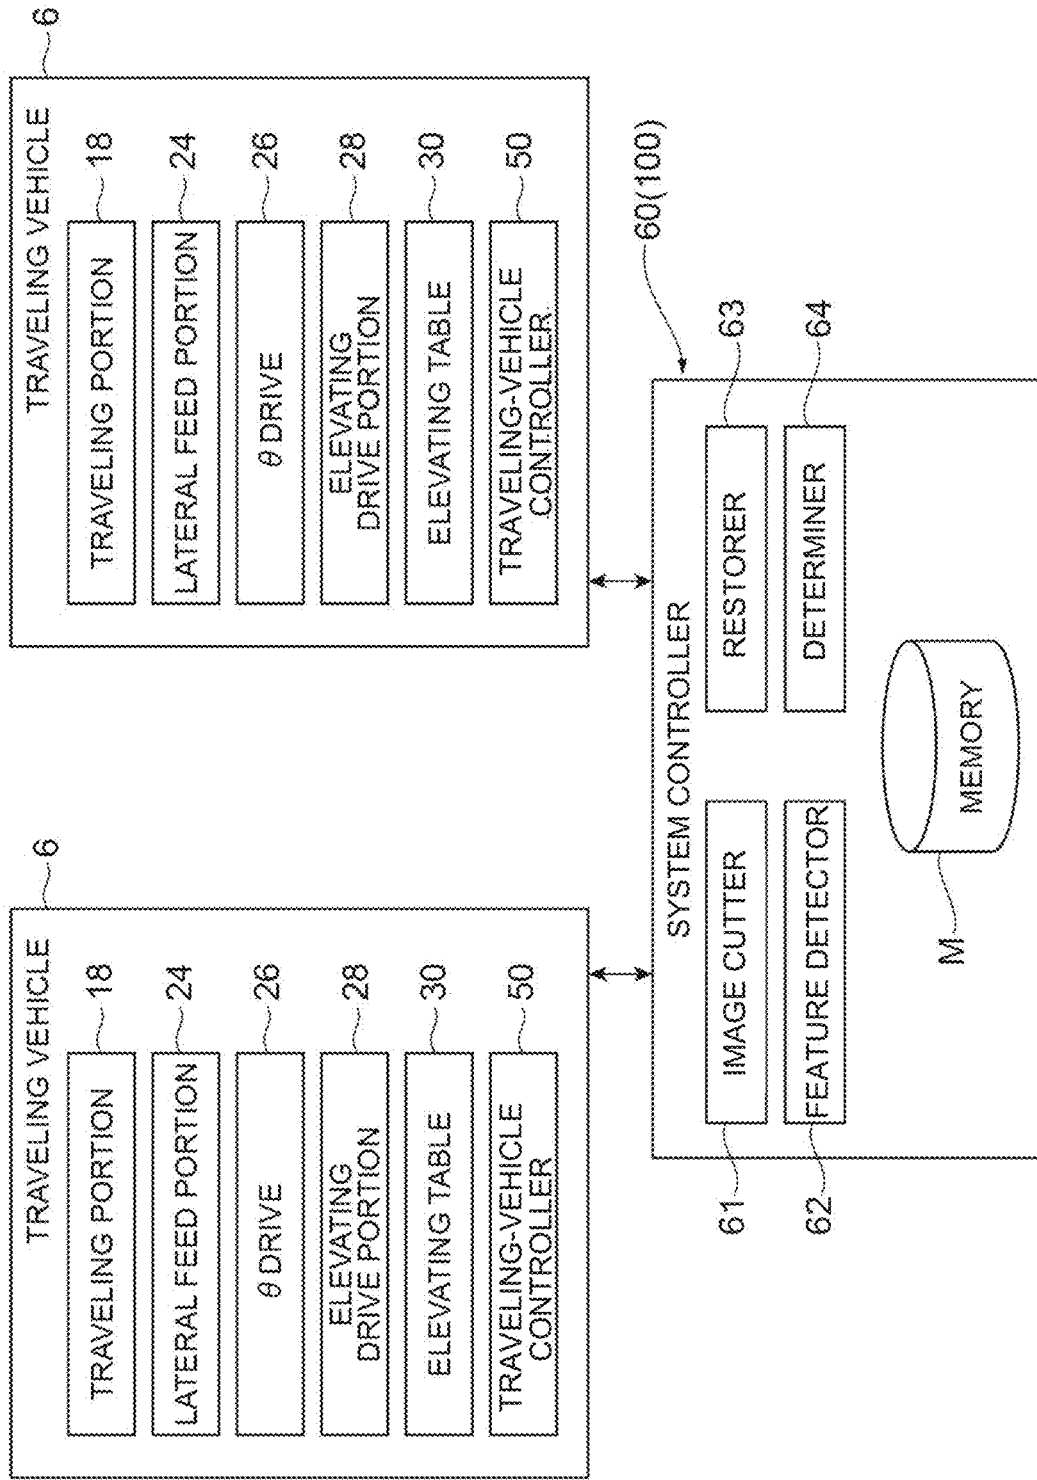 6
TRAVELING VEHICLE
TRAVELING PORTION
18
LATERAL FEED PORTION
24
θ DRIVE
26
ELEVATING
DRIVE PORTION
28
ELEVATING TABLE
30
TRAVELING-VEHICLE
CONTROLLER
50
6
TRAVELING VEHICLE
TRAVELING PORTION
18
LATERAL FEED PORTION
24
θ DRIVE
26
ELEVATING
DRIVE PORTION
28
ELEVATING TABLE
30
TRAVELING-VEHICLE
CONTROLLER
50
60(100)
SYSTEM CONTROLLER
61
IMAGE CUTTER
RESTORER
63
62
FEATURE DETECTOR
DETERMINER
64
M
MEMORY